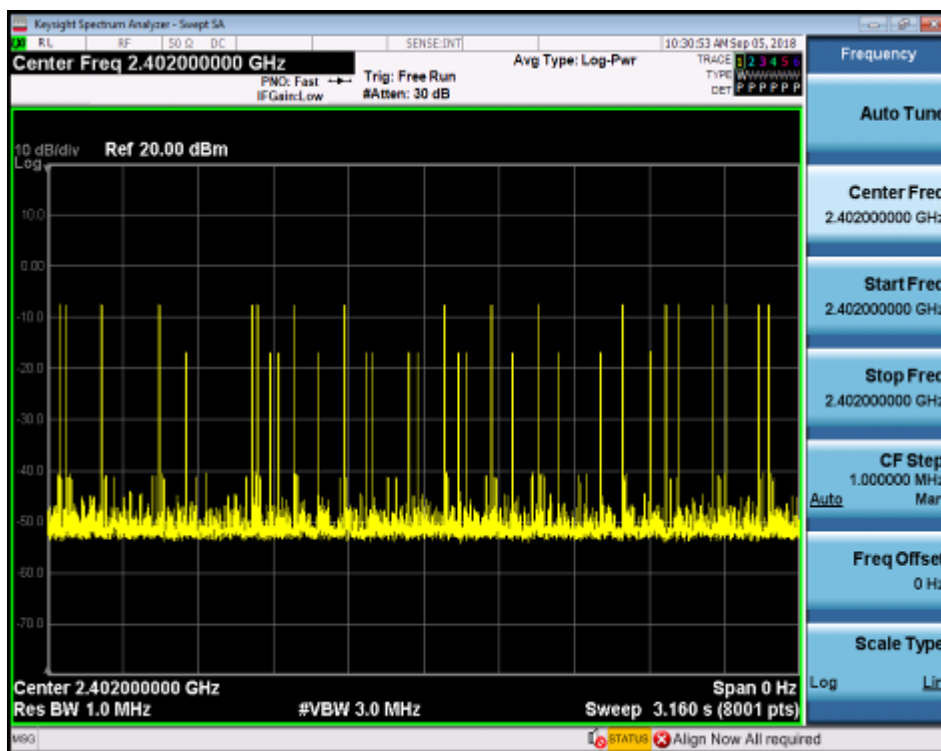 Keysight Spectrum Analyzer - Swept SA
RL RF 50 Ω DC SENSE:INT 10:30:53 AM Sep 05, 2018
Center Freq 2.402000000 GHz
PNO: Fast
IFGain:Low
Trig: Free Run
#Atten: 30 dB
Avg Type: Log-Pwr
TRACE 1 2 3 4 5 6
TYPE WWWWWW
DET P P P P P P
10 dB/div Ref 20.00 dBm
Log
10.0
0.00
-10.0
-20.0
-30.0
-40.0
-50.0
-60.0
-70.0
Center 2.402000000 GHz Span 0 Hz
Res BW 1.0 MHz #VBW 3.0 MHz Sweep 3.160 s (8001 pts)
MSG STATUS Align Now All required
Frequency
Auto Tune
Center Freq
2.402000000 GHz
Start Freq
2.402000000 GHz
Stop Freq
2.402000000 GHz
CF Step
1.000000 MHz
Auto Man
Freq Offset
0 Hz
Scale Type
Log Lin